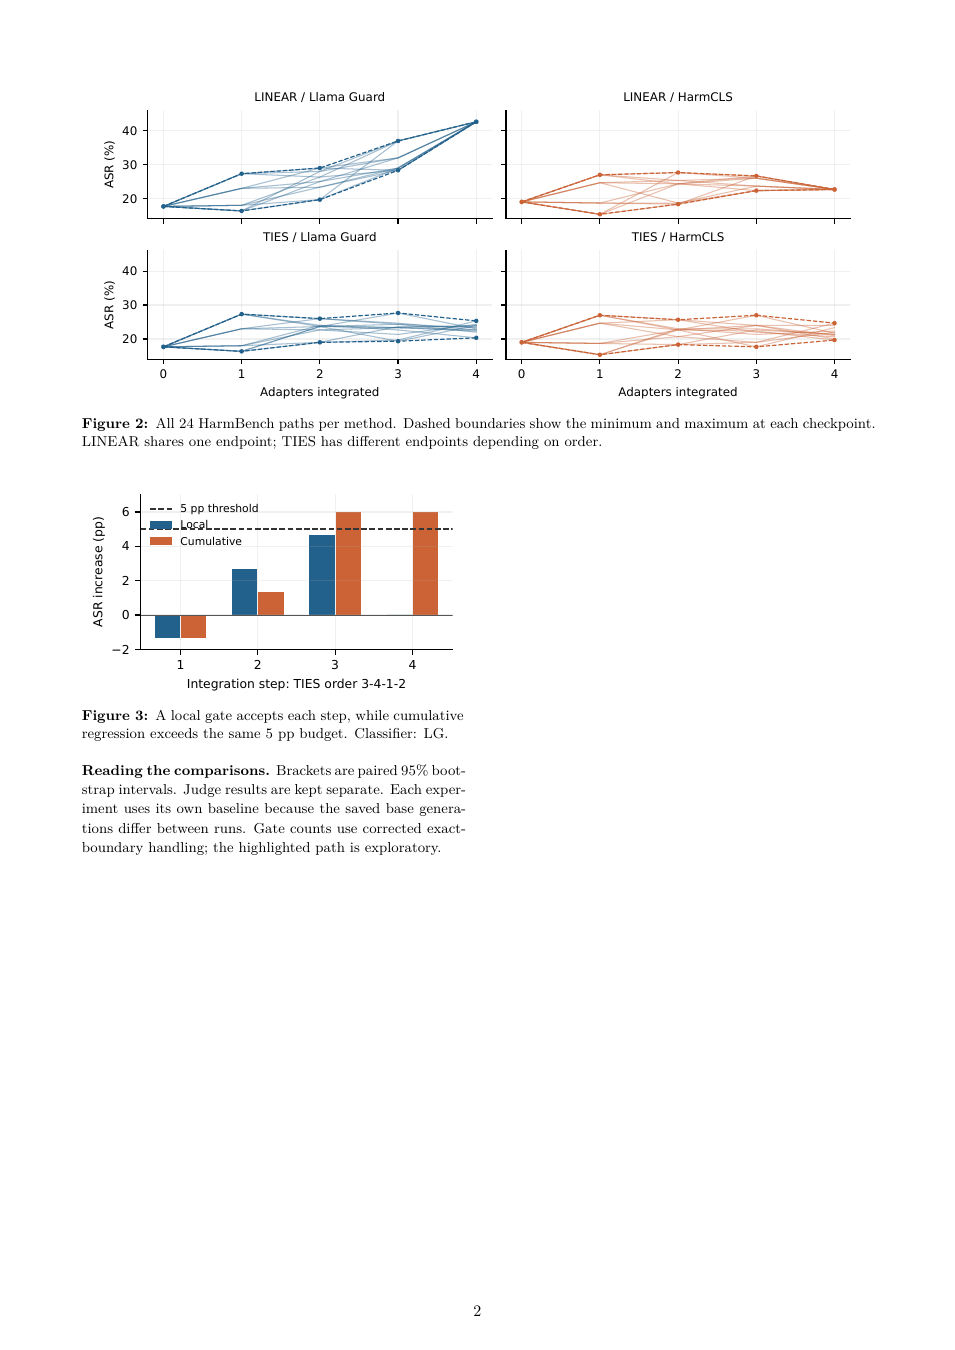 LINEAR / Llama Guard
LINEAR / HarmCLS
40
30
20
ASR (%)
TIES / Llama Guard
TIES / HarmCLS
40
30
20
ASR (%)
0 1 2 3 4
0 1 2 3 4
Adapters integrated
Adapters integrated
Figure 2: All 24 HarmBench paths per method. Dashed boundaries show the minimum and maximum at each checkpoint.
LINEAR shares one endpoint; TIES has different endpoints depending on order.
6
4
2
0
−2
ASR increase (pp)
5 pp threshold
Local
Cumulative
1 2 3 4
Integration step: TIES order 3-4-1-2
Figure 3: A local gate accepts each step, while cumulative
regression exceeds the same 5 pp budget. Classifier: LG.
Reading the comparisons. Brackets are paired 95% boot-
strap intervals. Judge results are kept separate. Each exper-
iment uses its own baseline because the saved base genera-
tions differ between runs. Gate counts use corrected exact-
boundary handling; the highlighted path is exploratory.
2